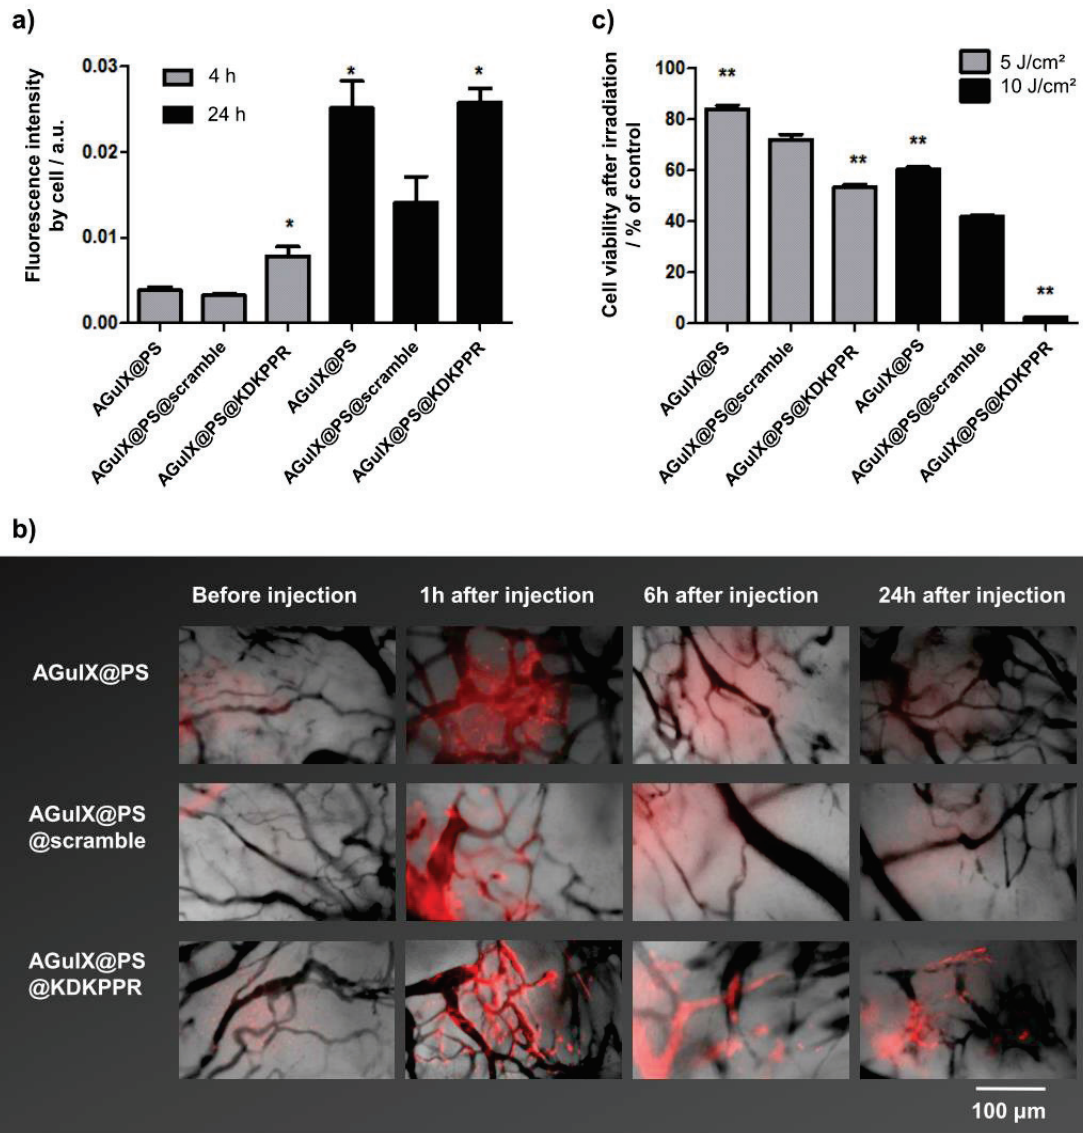 a)
Fluorescence intensity
by cell / a.u.
0.03
0.02
0.01
0.00
4 h
24 h
*
*
*
AGuIX@PS
AGuIX@PS@scramble
AGuIX@PS@KDKPPR
AGuIX@PS
AGuIX@PS@scramble
AGuIX@PS@KDKPPR
c)
Cell viability after irradiation
/ % of control
100
80
60
40
20
0
5 J/cm²
10 J/cm²
**
**
**
**
AGuIX@PS
AGuIX@PS@scramble
AGuIX@PS@KDKPPR
AGuIX@PS
AGuIX@PS@scramble
AGuIX@PS@KDKPPR
b)
Before injection
1h after injection
6h after injection
24h after injection
AGuIX@PS
AGuIX@PS
@scramble
AGuIX@PS
@KDKPPR
100 µm